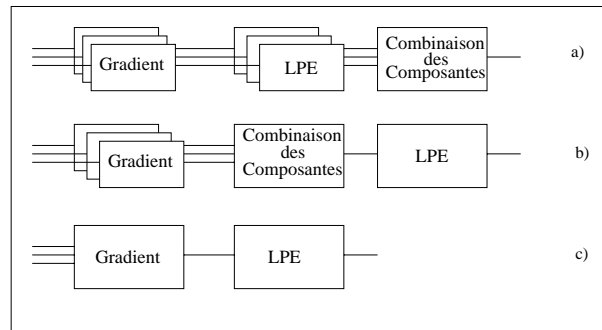 Gradient
LPE
Combinaison
des
Composantes
a)
Gradient
Combinaison
des
Composantes
LPE
b)
Gradient
LPE
c)